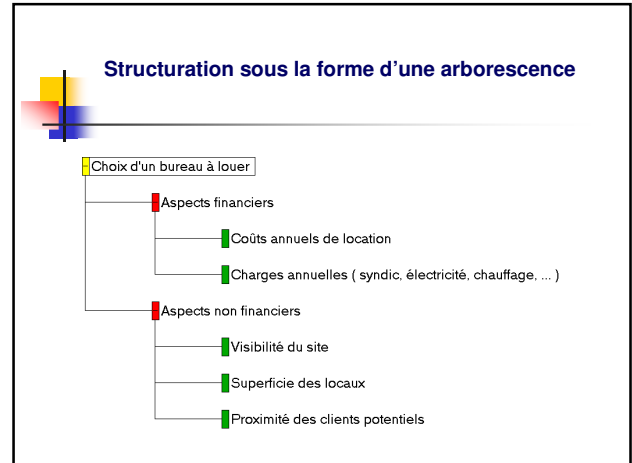 Structuration sous la forme d'une arborescence
Choix d'un bureau à louer
Aspects financiers
Coûts annuels de location
Charges annuelles ( syndic, électricité, chauffage, ... )
Aspects non financiers
Visibilité du site
Superficie des locaux
Proximité des clients potentiels